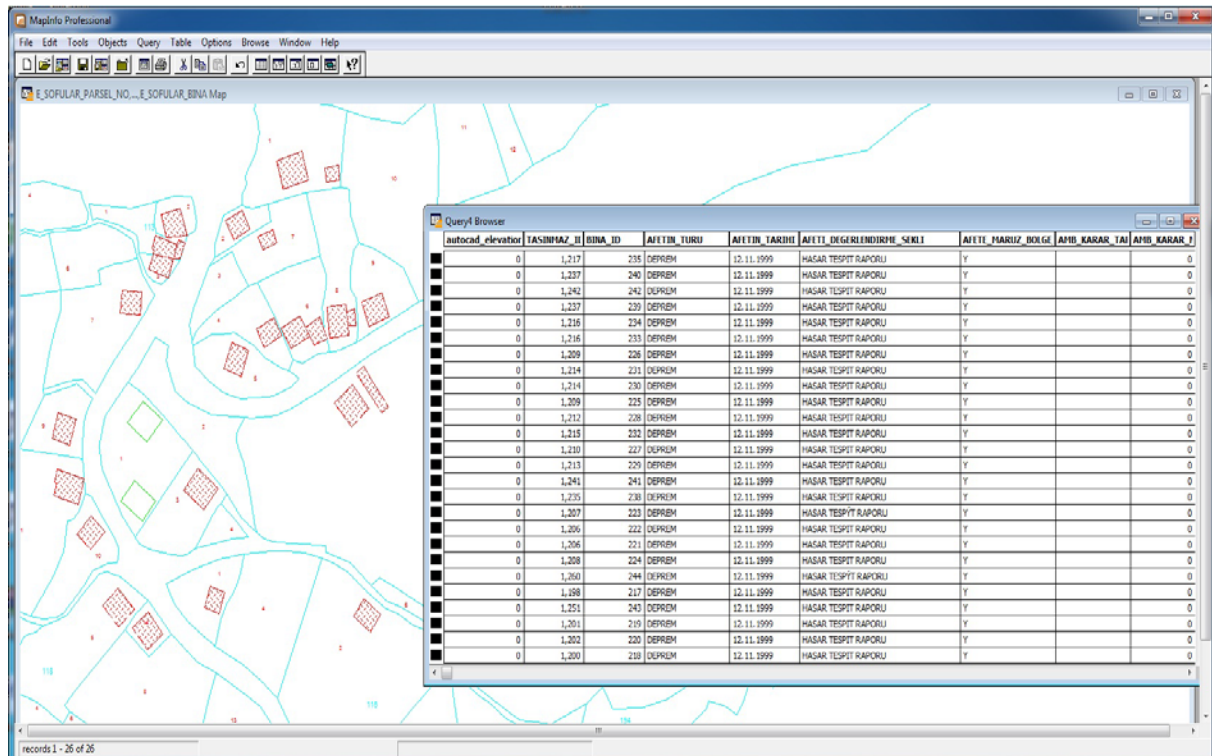 MapInfo Professional
File Edit Tools Objects Query Table Options Browse Window Help
E_SOFULAR_PARSEL_NO,...,E_SOFULAR_BINA Map
Query4 Browser
autocad_elevation TASINMAZ_II BINA_ID AFETIN_TURU AFETIN_TARIHI AFETI_DEGERLENDIRME_SEKLI AFETE_MARUZ_BOLGE AMB_KARAR_TAI AMB_KARAR_
0 1,217 235 DEPREM 12.11.1999 HASAR TESPIT RAPORU Y 0
0 1,237 240 DEPREM 12.11.1999 HASAR TESPIT RAPORU Y 0
0 1,242 242 DEPREM 12.11.1999 HASAR TESPIT RAPORU Y 0
0 1,237 239 DEPREM 12.11.1999 HASAR TESPIT RAPORU Y 0
0 1,216 234 DEPREM 12.11.1999 HASAR TESPIT RAPORU Y 0
0 1,216 233 DEPREM 12.11.1999 HASAR TESPIT RAPORU Y 0
0 1,209 226 DEPREM 12.11.1999 HASAR TESPIT RAPORU Y 0
0 1,214 231 DEPREM 12.11.1999 HASAR TESPIT RAPORU Y 0
0 1,214 230 DEPREM 12.11.1999 HASAR TESPIT RAPORU Y 0
0 1,209 225 DEPREM 12.11.1999 HASAR TESPIT RAPORU Y 0
0 1,212 228 DEPREM 12.11.1999 HASAR TESPIT RAPORU Y 0
0 1,215 232 DEPREM 12.11.1999 HASAR TESPIT RAPORU Y 0
0 1,210 227 DEPREM 12.11.1999 HASAR TESPIT RAPORU Y 0
0 1,213 229 DEPREM 12.11.1999 HASAR TESPIT RAPORU Y 0
0 1,241 241 DEPREM 12.11.1999 HASAR TESPIT RAPORU Y 0
0 1,235 238 DEPREM 12.11.1999 HASAR TESPIT RAPORU Y 0
0 1,207 223 DEPREM 12.11.1999 HASAR TESPÝT RAPORU Y 0
0 1,206 222 DEPREM 12.11.1999 HASAR TESPIT RAPORU Y 0
0 1,206 221 DEPREM 12.11.1999 HASAR TESPIT RAPORU Y 0
0 1,208 224 DEPREM 12.11.1999 HASAR TESPIT RAPORU Y 0
0 1,260 244 DEPREM 12.11.1999 HASAR TESPÝT RAPORU Y 0
0 1,198 217 DEPREM 12.11.1999 HASAR TESPIT RAPORU Y 0
0 1,251 243 DEPREM 12.11.1999 HASAR TESPIT RAPORU Y 0
0 1,201 219 DEPREM 12.11.1999 HASAR TESPIT RAPORU Y 0
0 1,202 220 DEPREM 12.11.1999 HASAR TESPIT RAPORU Y 0
0 1,200 218 DEPREM 12.11.1999 HASAR TESPIT RAPORU Y 0
11
12
10
118
records 1 - 26 of 26